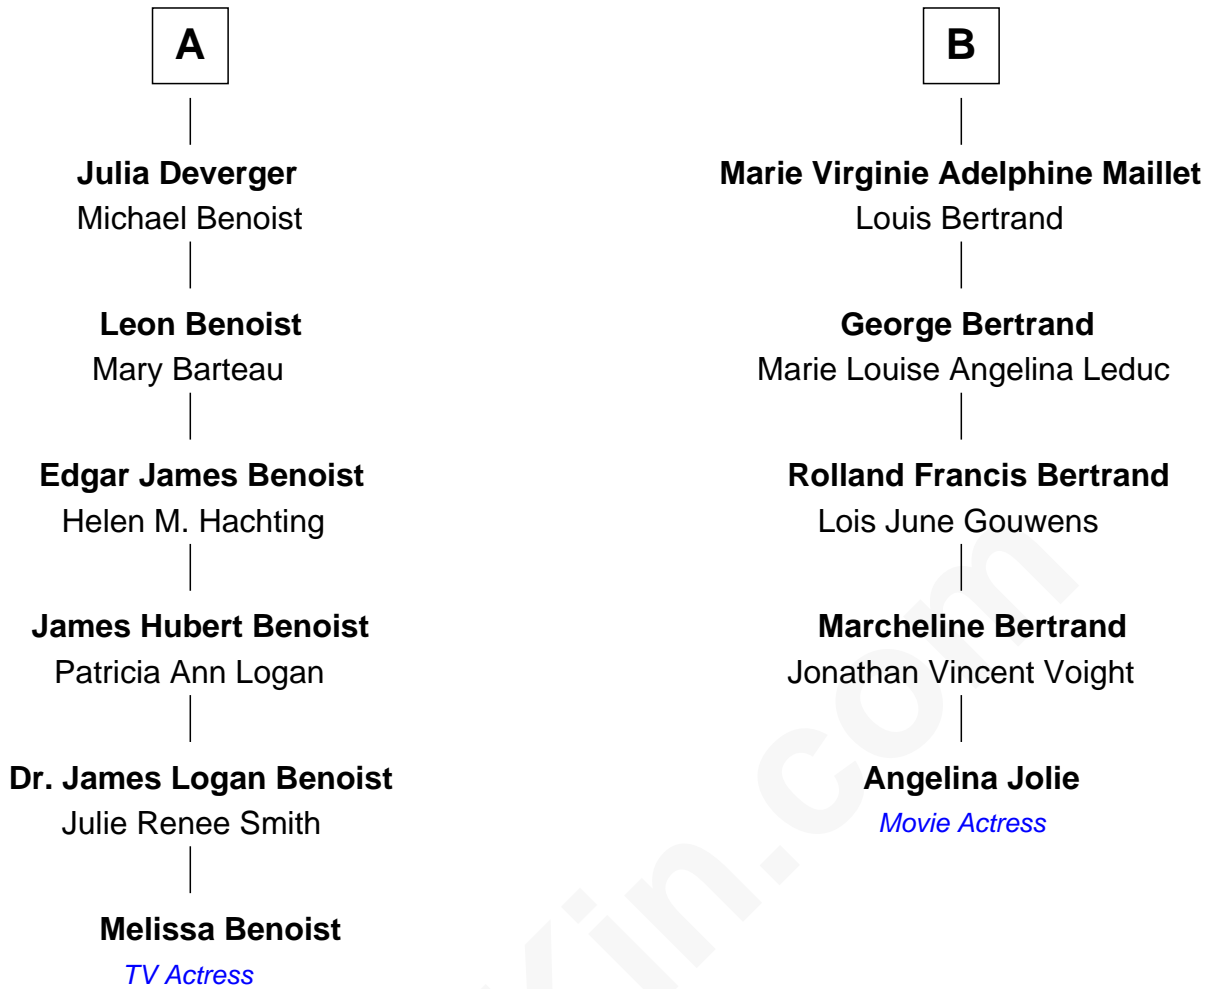 A
Julia Deverger
Michael Benoist
Leon Benoist
Mary Barteau
Edgar James Benoist
Helen M. Hachting
James Hubert Benoist
Patricia Ann Logan
Dr. James Logan Benoist
Julie Renee Smith
Melissa Benoist
TV Actress
B
Marie Virginie Adelphine Maillet
Louis Bertrand
George Bertrand
Marie Louise Angelina Leduc
Rolland Francis Bertrand
Lois June Gouwens
Marcheline Bertrand
Jonathan Vincent Voight
Angelina Jolie
Movie Actress
Kin.com